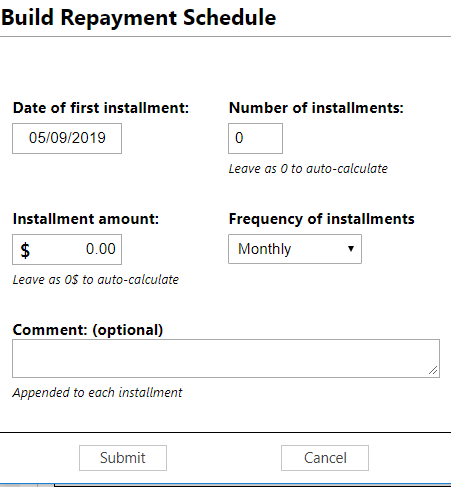 Build Repayment Schedule
Date of first installment:
Number of installments:
05/09/2019
0
Leave as 0 to auto-calculate
Installment amount:
Frequency of installments
$ 0.00
Monthly
Leave as 0$ to auto-calculate
Comment: (optional)
Appended to each installment
Submit
Cancel